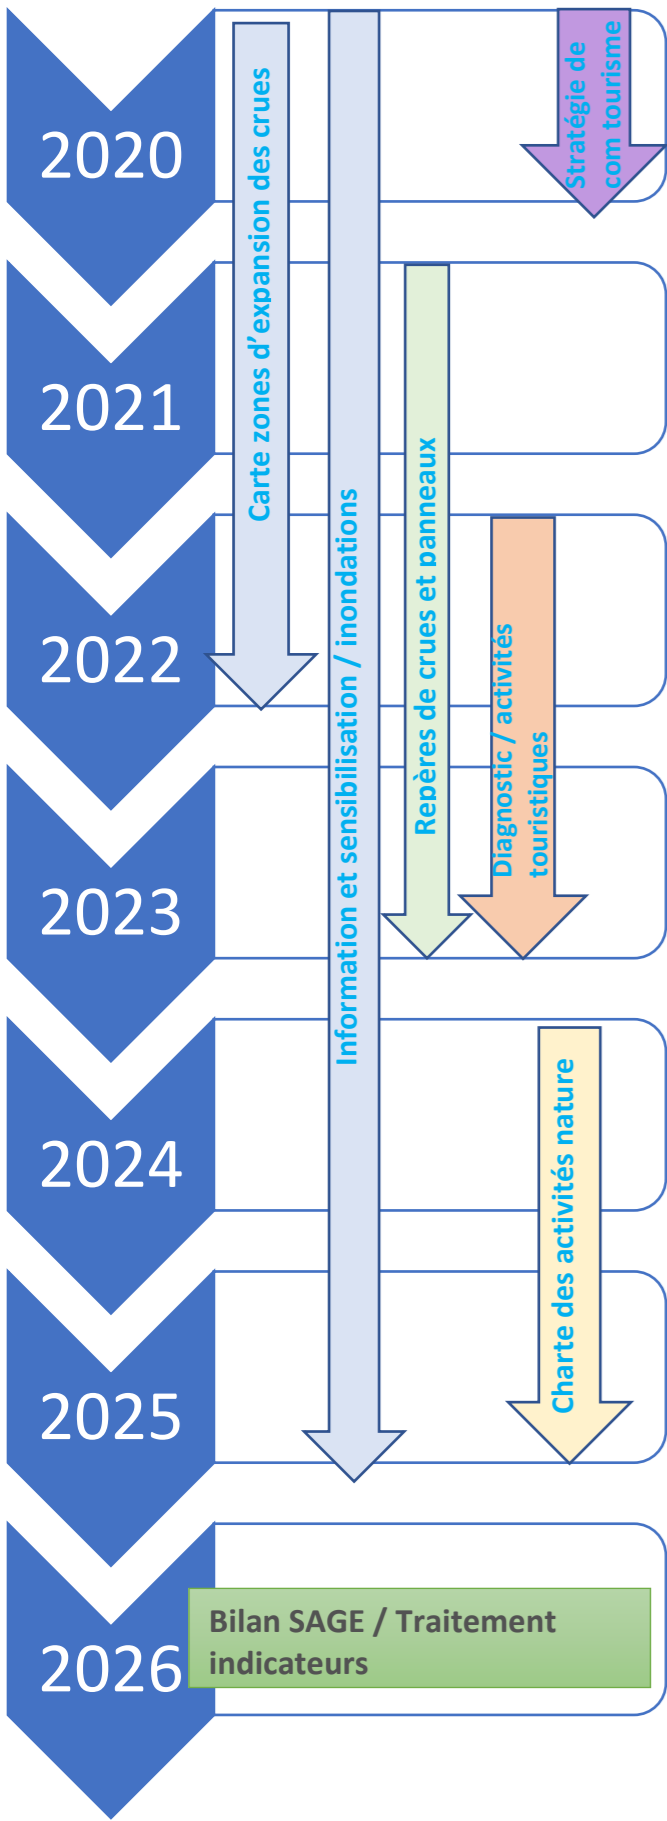 2020
Carte zones d'expansion des crues
Information et sensibilisation / inondations
Stratégie de
com tourisme
2021
Repères de crues et panneaux
2022
Diagnostic / activités
touristiques
2023
2024
Charte des activités nature
2025
2026
Bilan SAGE / Traitement
indicateurs